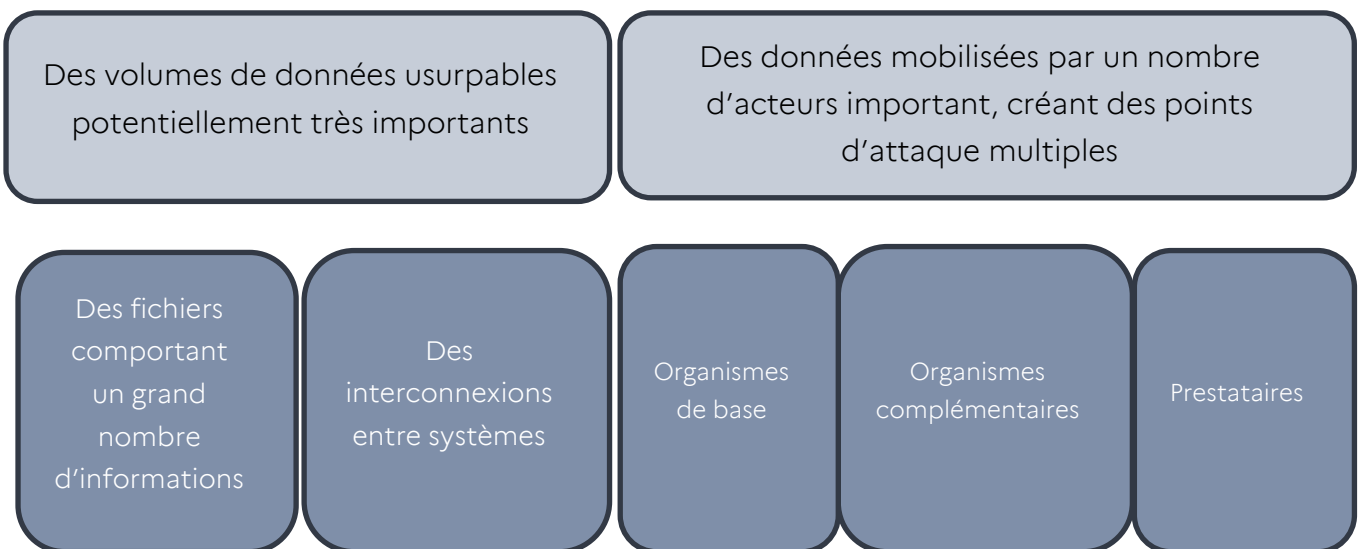 Des volumes de données usurpables
potentiellement très importants
Des données mobilisées par un nombre
d’acteurs important, créant des points
d’attaque multiples
Des fichiers
comportant
un grand
nombre
d’informations
Des
interconnexions
entre systèmes
Organismes
de base
Organismes
complémentaires
Prestataires